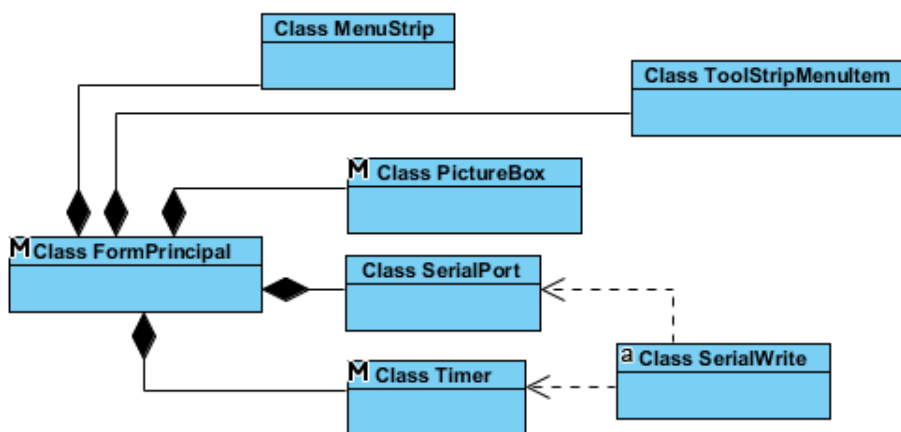 Class MenuStrip
Class ToolStripMenuItem
M Class PictureBox
M Class FormPrincipal
Class SerialPort
a Class SerialWrite
M Class Timer